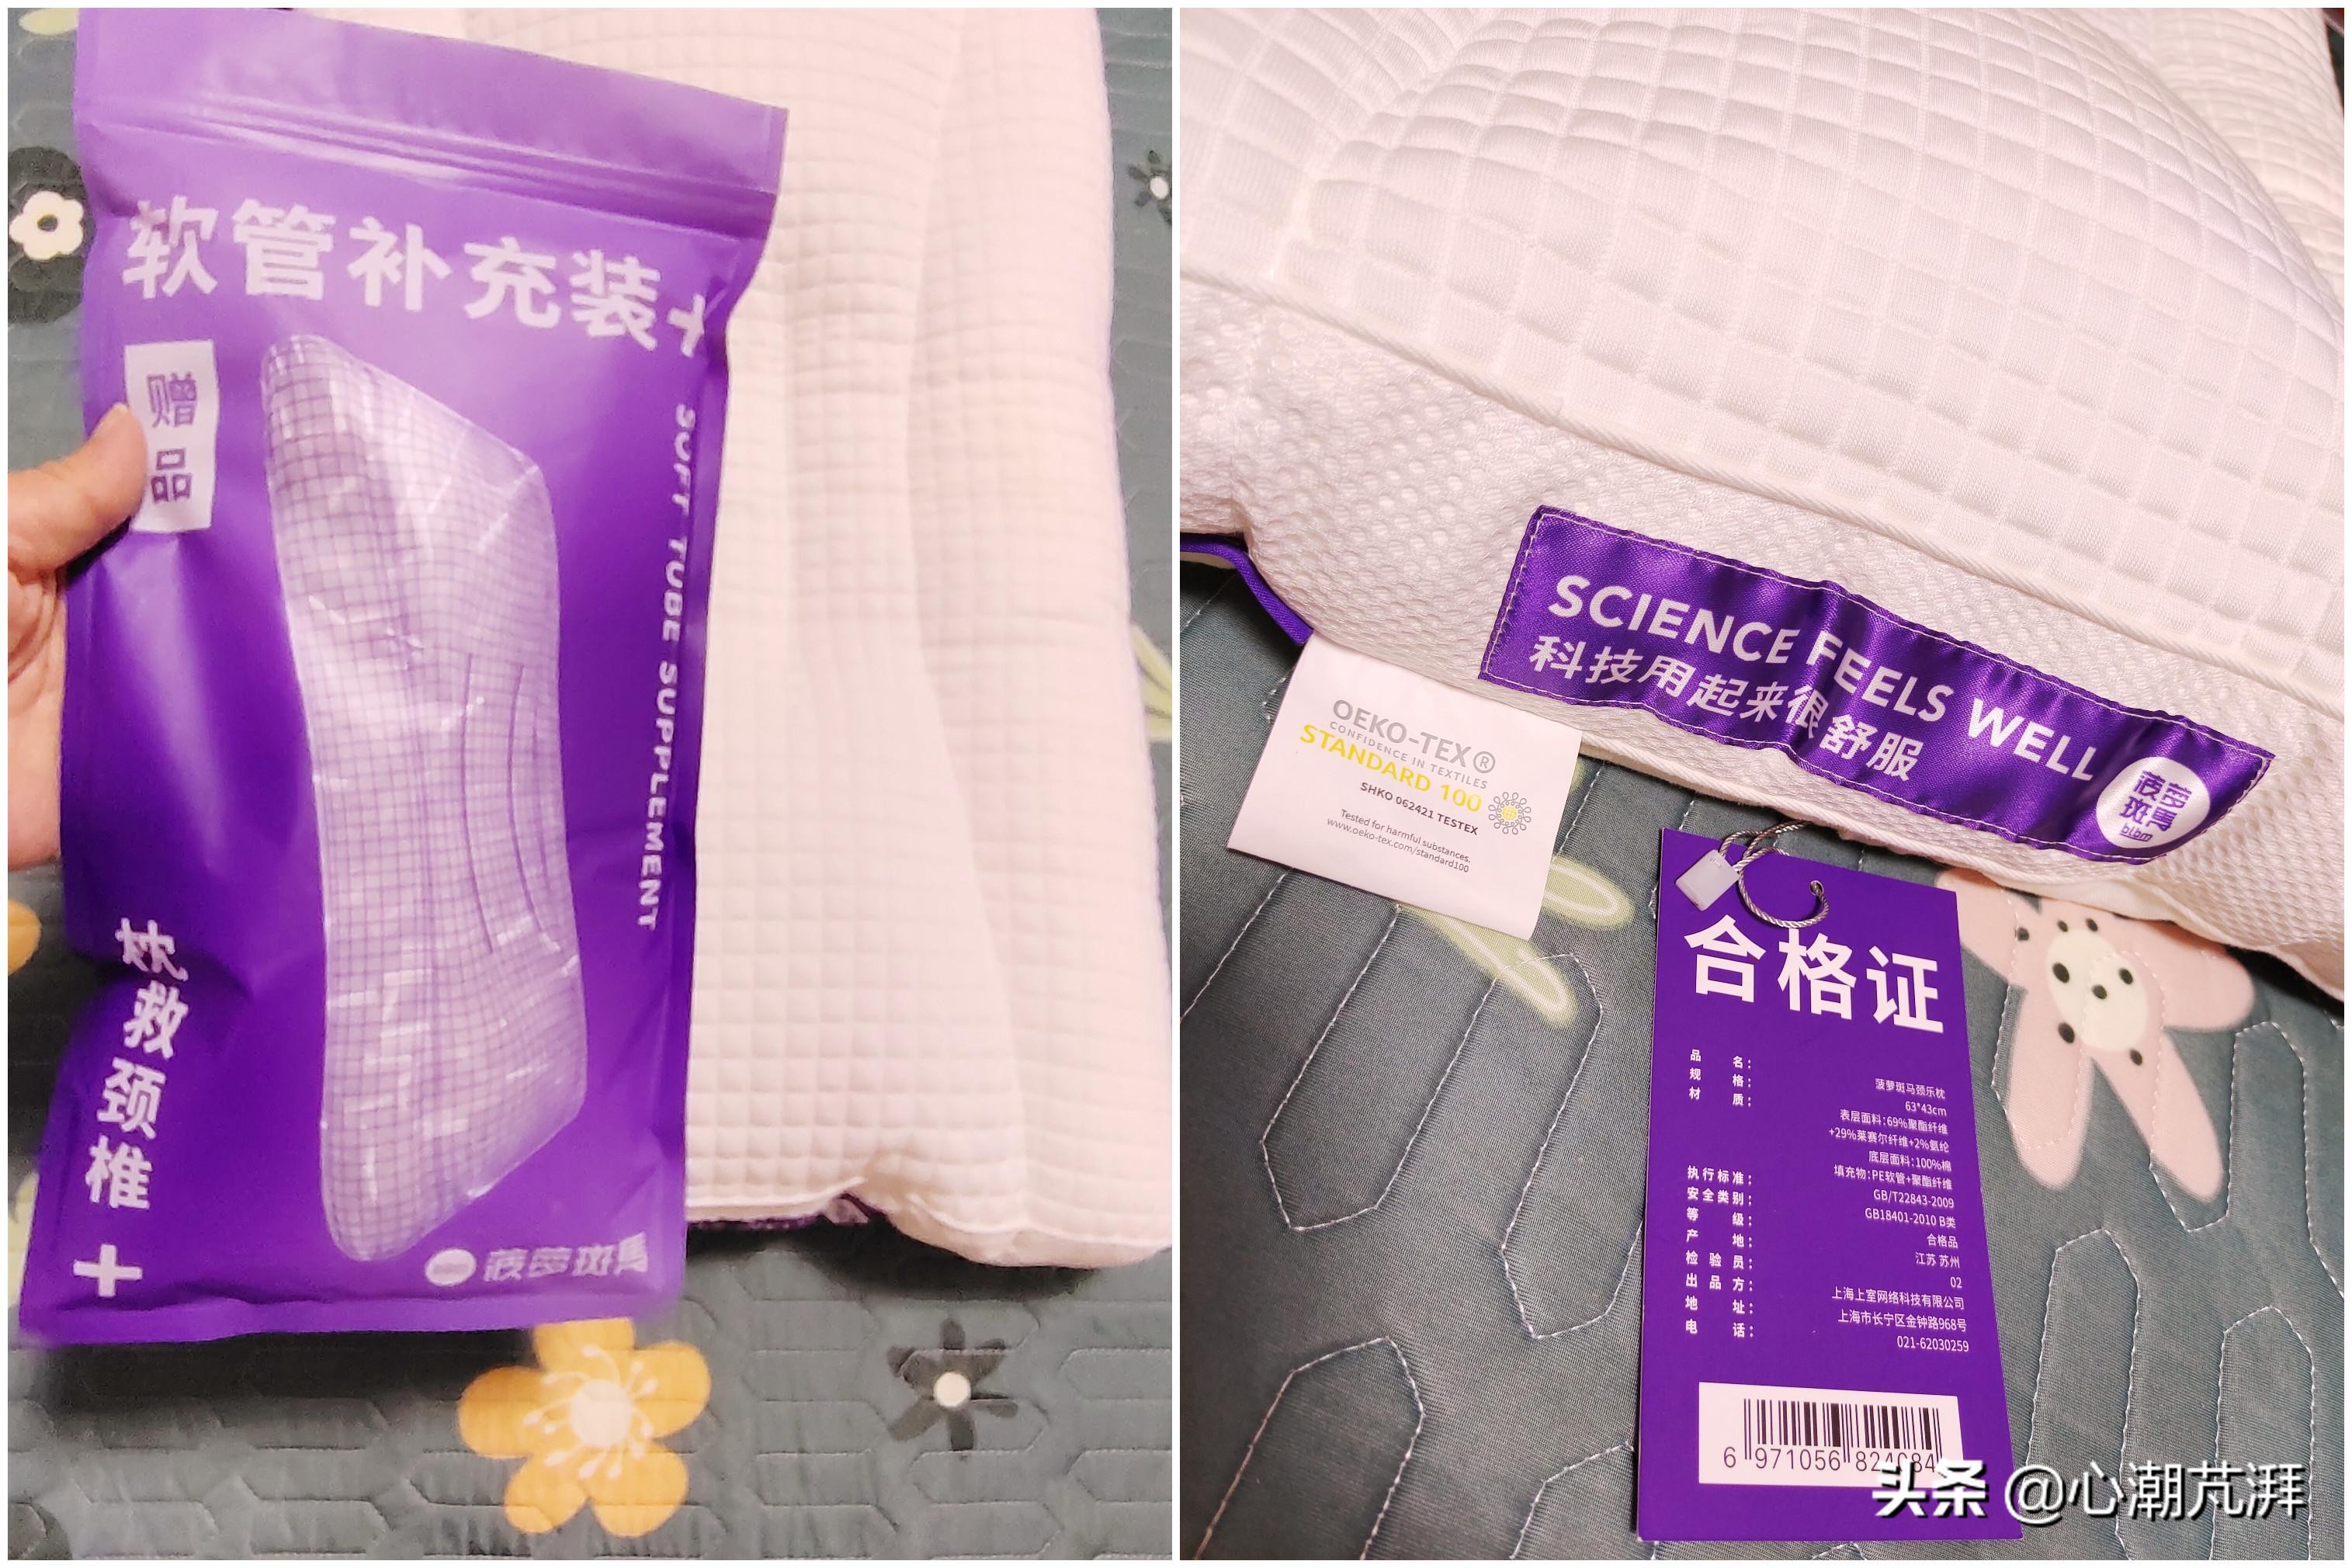 软管补充装+
赠品
SOFT TUBE SUPPLEMENT
枕救颈椎+
菠萝斑馬
SCIENCE FEELS WELL
科技用起来很舒服
菠萝
斑馬
blbm
OEKO-TEX®
CONFIDENCE IN TEXTILES
STANDARD 100
SHKO 062421 TESTEX
Tested for harmful substances.
www.oeko-tex.com/standard100
合格证
品名: 菠萝斑马颈乐枕
规格: 63*43cm
材质: 表层面料:69%聚酯纤维
+29%莱赛尔纤维+2%氨纶
底层面料:100%棉
填充物:PE软管+聚酯纤维
执行标准: GB/T22843-2009
安全类别: GB18401-2010 B类
等级: 合格品
产地: 江苏 苏州
检验员: 02
出品方: 上海上室网络科技有限公司
地址: 上海市长宁区金钟路968号
电话: 021-62030259
6 971056 824084
头条 @心潮芃湃